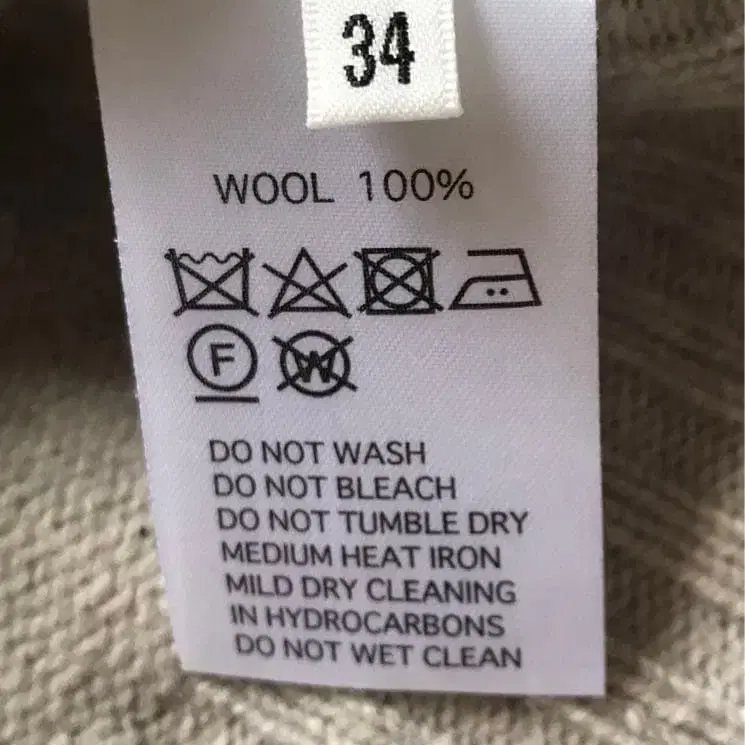 34
WOOL 100%
F W
DO NOT WASH
DO NOT BLEACH
DO NOT TUMBLE DRY
MEDIUM HEAT IRON
MILD DRY CLEANING
IN HYDROCARBONS
DO NOT WET CLEAN